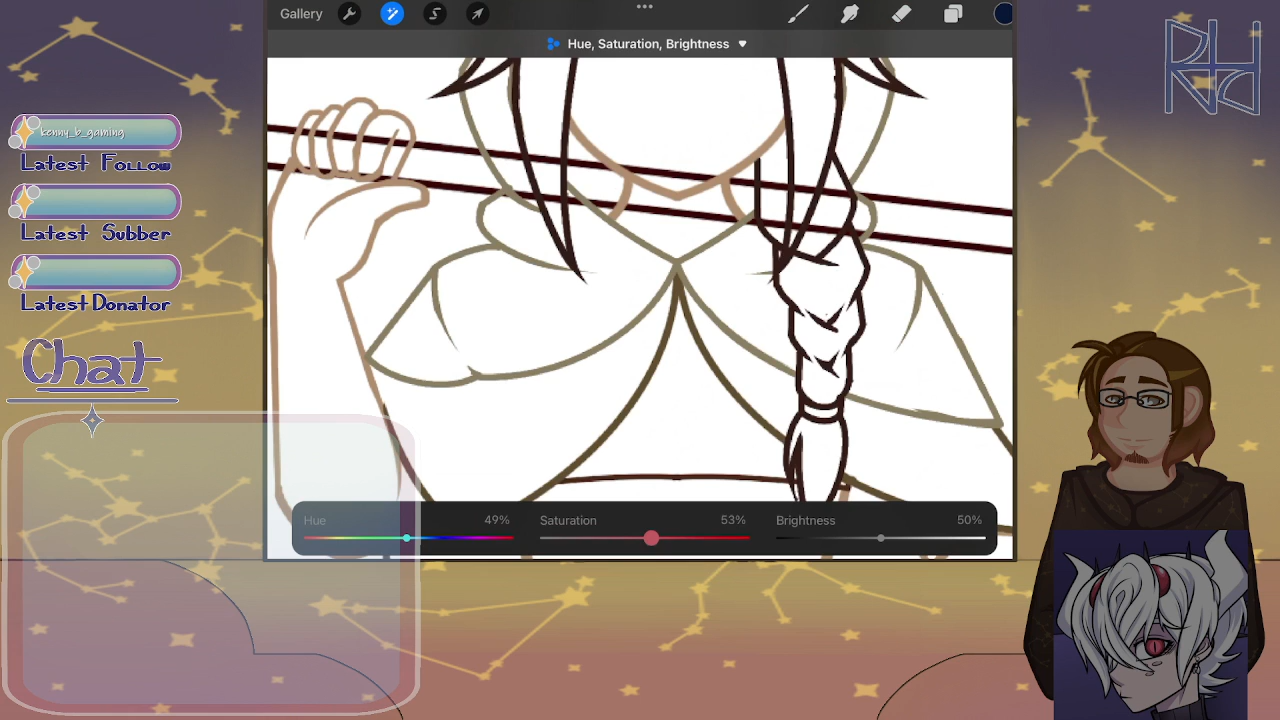 Gallery
Hue, Saturation, Brightness
kenny_b_gaming
Latest Follow
Latest Subber
Latest Donator
Chat
Hue 49% Saturation 53% Brightness 50%